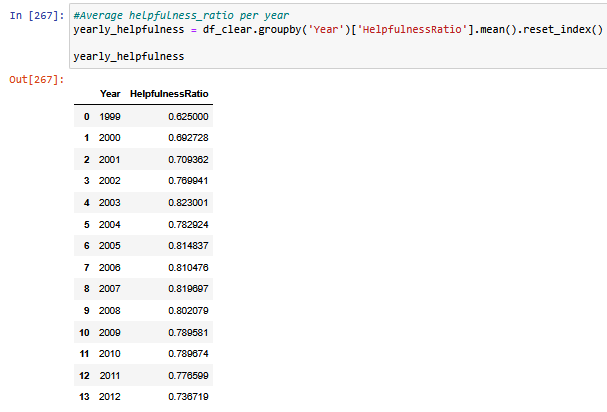 In [267]: #Average helpfulness_ratio per year
yearly_helpfulness = df_clear.groupby('Year')['HelpfulnessRatio'].mean().reset_index()
yearly_helpfulness
Out[267]:
Year HelpfulnessRatio
0 1999 0.625000
1 2000 0.692728
2 2001 0.709362
3 2002 0.769941
4 2003 0.823001
5 2004 0.782924
6 2005 0.814837
7 2006 0.810476
8 2007 0.819697
9 2008 0.802079
10 2009 0.789581
11 2010 0.789674
12 2011 0.776599
13 2012 0.736719